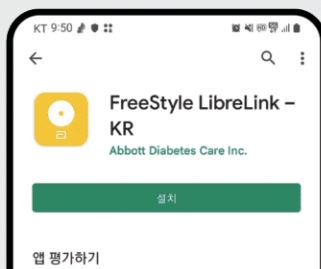 KT 9:50
FreeStyle LibreLink –
KR
Abbott Diabetes Care Inc.
설치
앱 평가하기